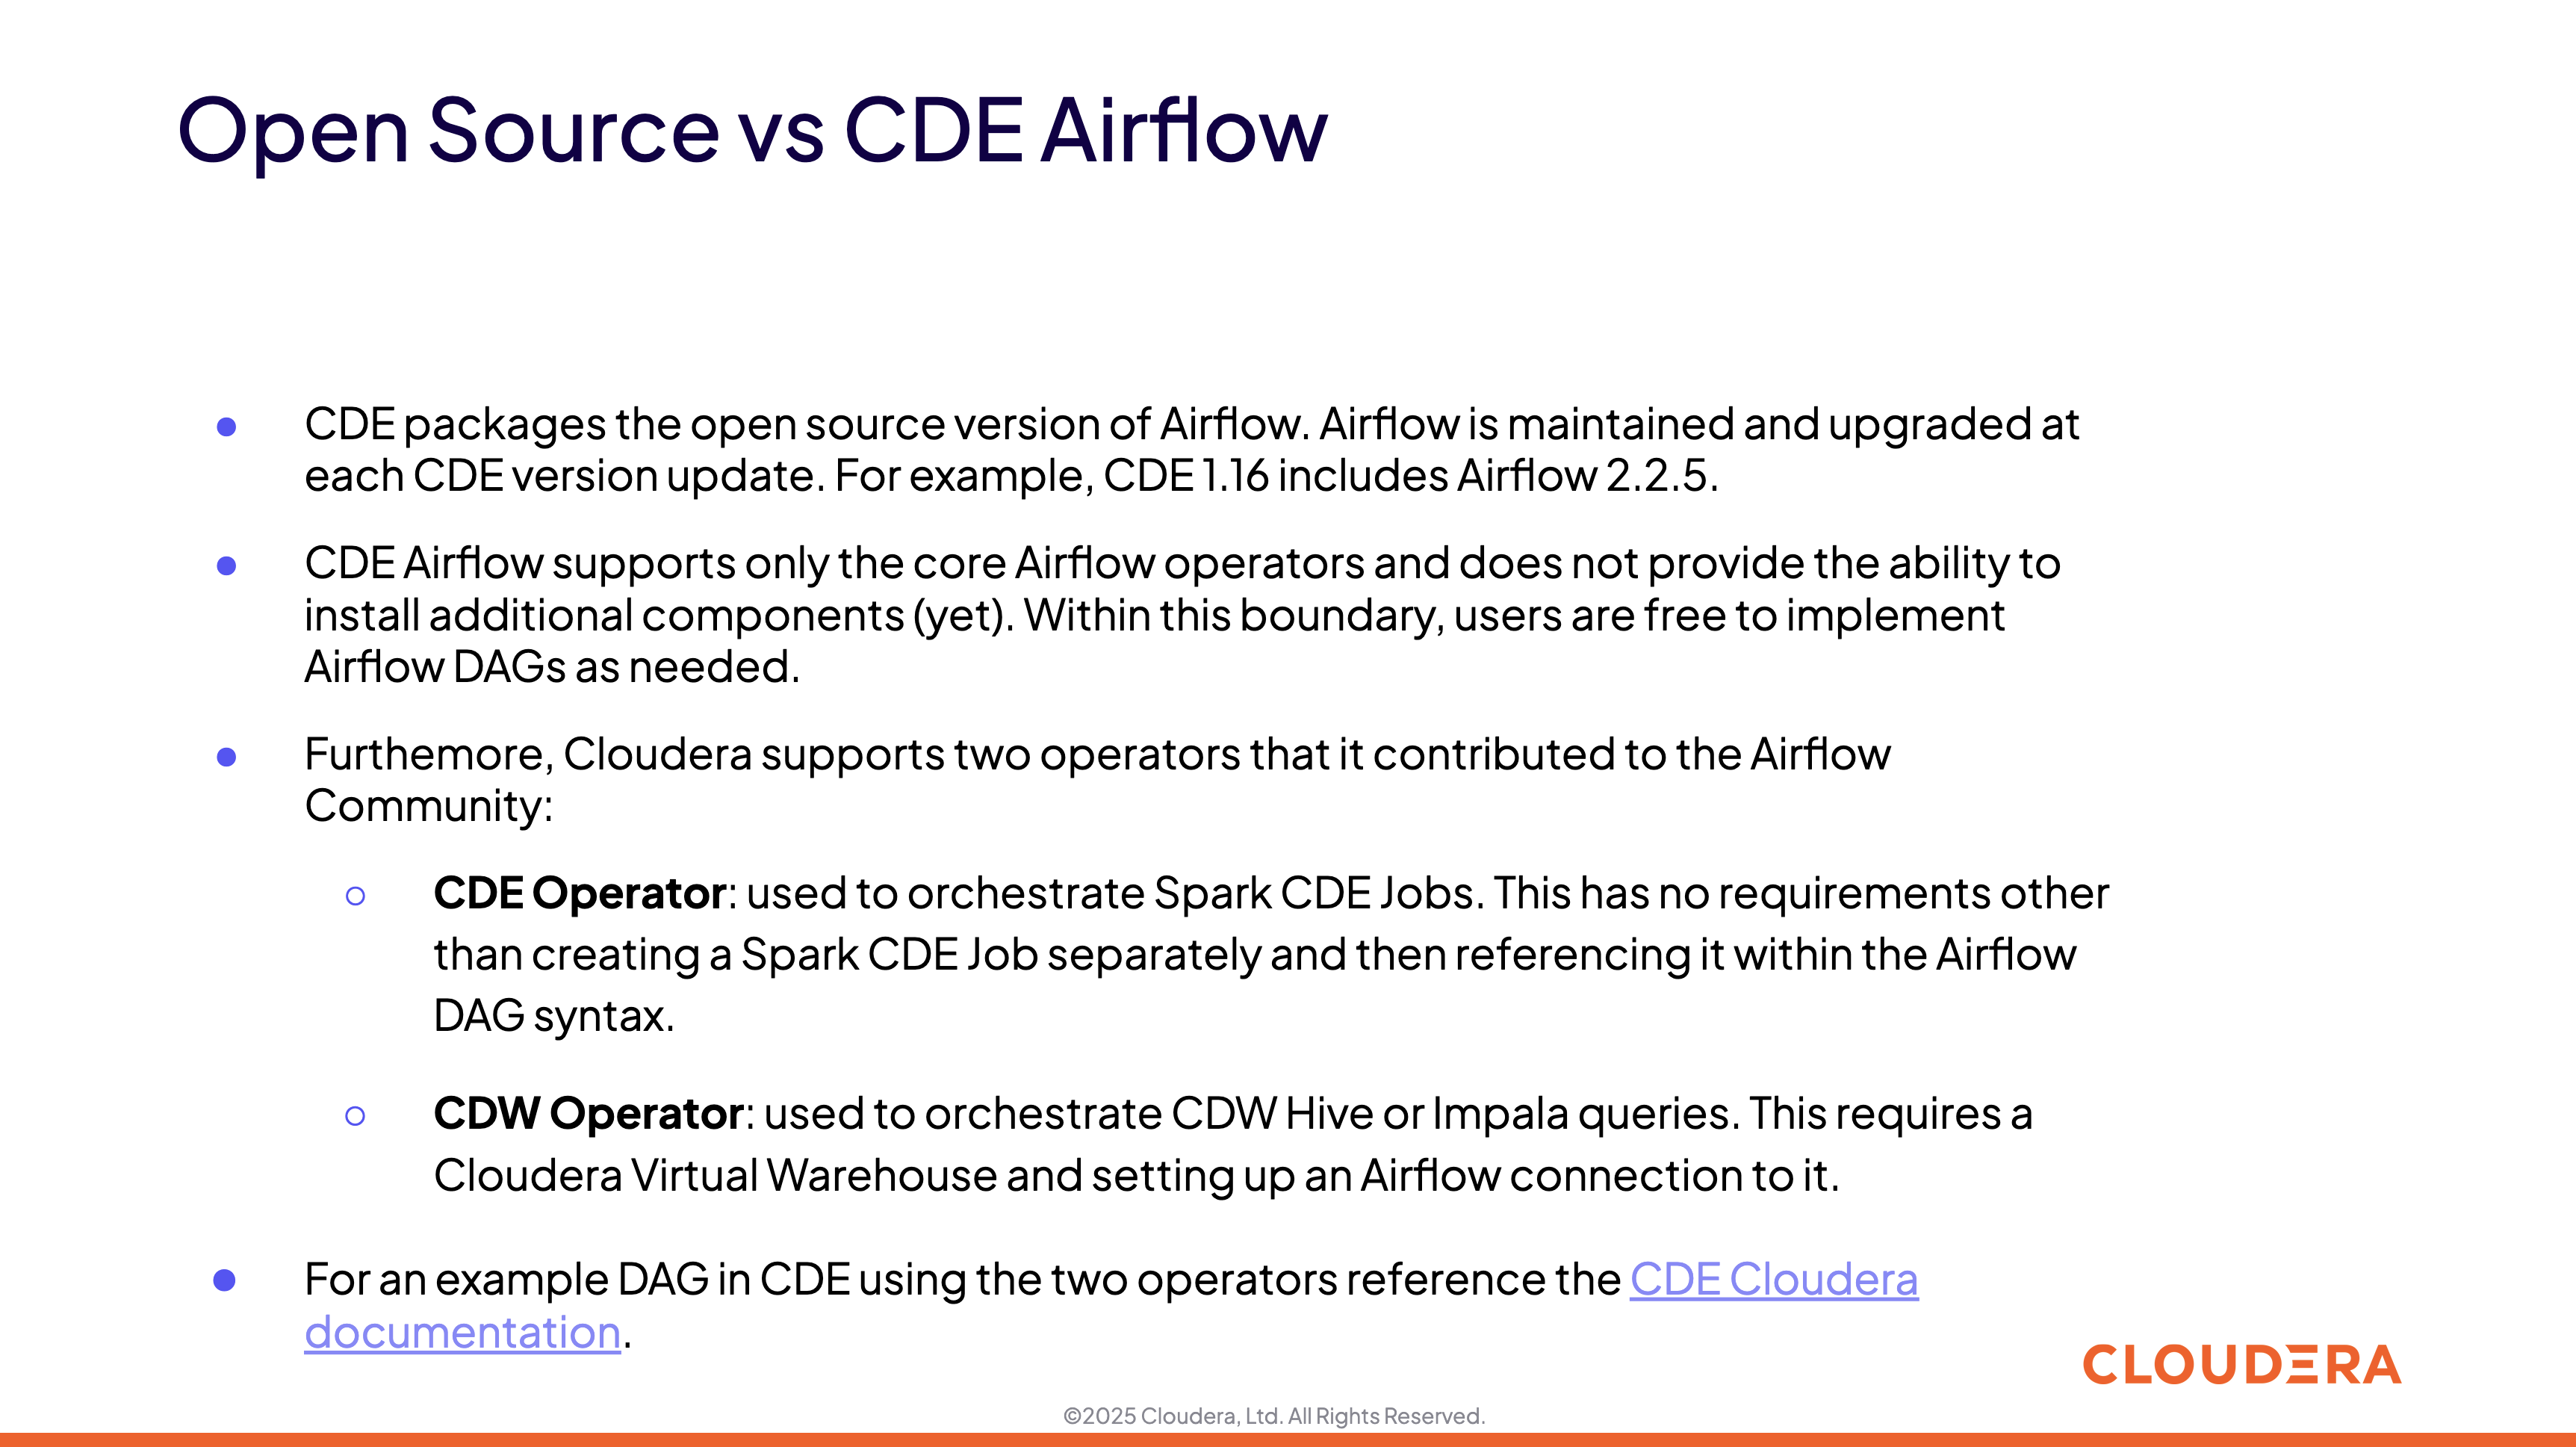 Open Source vs CDE Airflow
● CDE packages the open source version of Airflow. Airflow is maintained and upgraded at
each CDE version update. For example, CDE 1.16 includes Airflow 2.2.5.
● CDE Airflow supports only the core Airflow operators and does not provide the ability to
install additional components (yet). Within this boundary, users are free to implement
Airflow DAGs as needed.
● Furthemore, Cloudera supports two operators that it contributed to the Airflow
Community:
○ CDE Operator: used to orchestrate Spark CDE Jobs. This has no requirements other
than creating a Spark CDE Job separately and then referencing it within the Airflow
DAG syntax.
○ CDW Operator: used to orchestrate CDW Hive or Impala queries. This requires a
Cloudera Virtual Warehouse and setting up an Airflow connection to it.
● For an example DAG in CDE using the two operators reference the CDE Cloudera
documentation.
CLOUDERA
©2025 Cloudera, Ltd. All Rights Reserved.